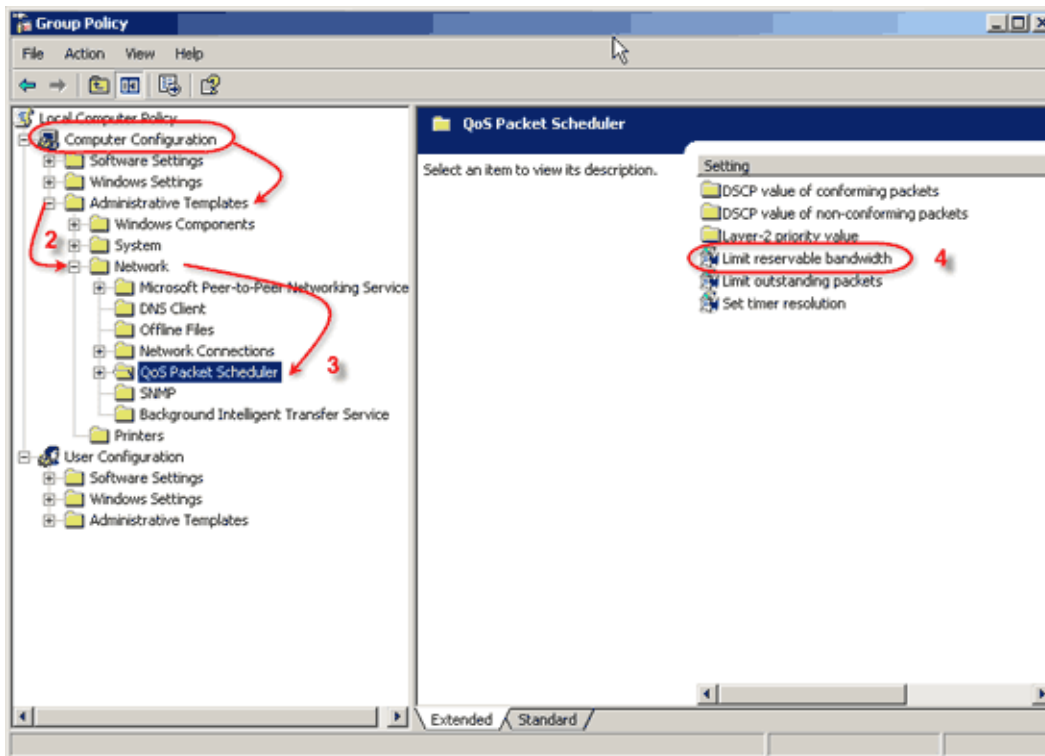 Group Policy
File Action View Help
Local Computer Policy
Computer Configuration
Software Settings
Windows Settings
Administrative Templates
Windows Components
2
System
Network
Microsoft Peer-to-Peer Networking Service
DNS Client
Offline Files
Network Connections
QoS Packet Scheduler
3
SNMP
Background Intelligent Transfer Service
Printers
User Configuration
Software Settings
Windows Settings
Administrative Templates
QoS Packet Scheduler
Select an item to view its description.
Setting
DSCP value of conforming packets
DSCP value of non-conforming packets
Layer-2 priority value
Limit reservable bandwidth
4
Limit outstanding packets
Set timer resolution
Extended Standard